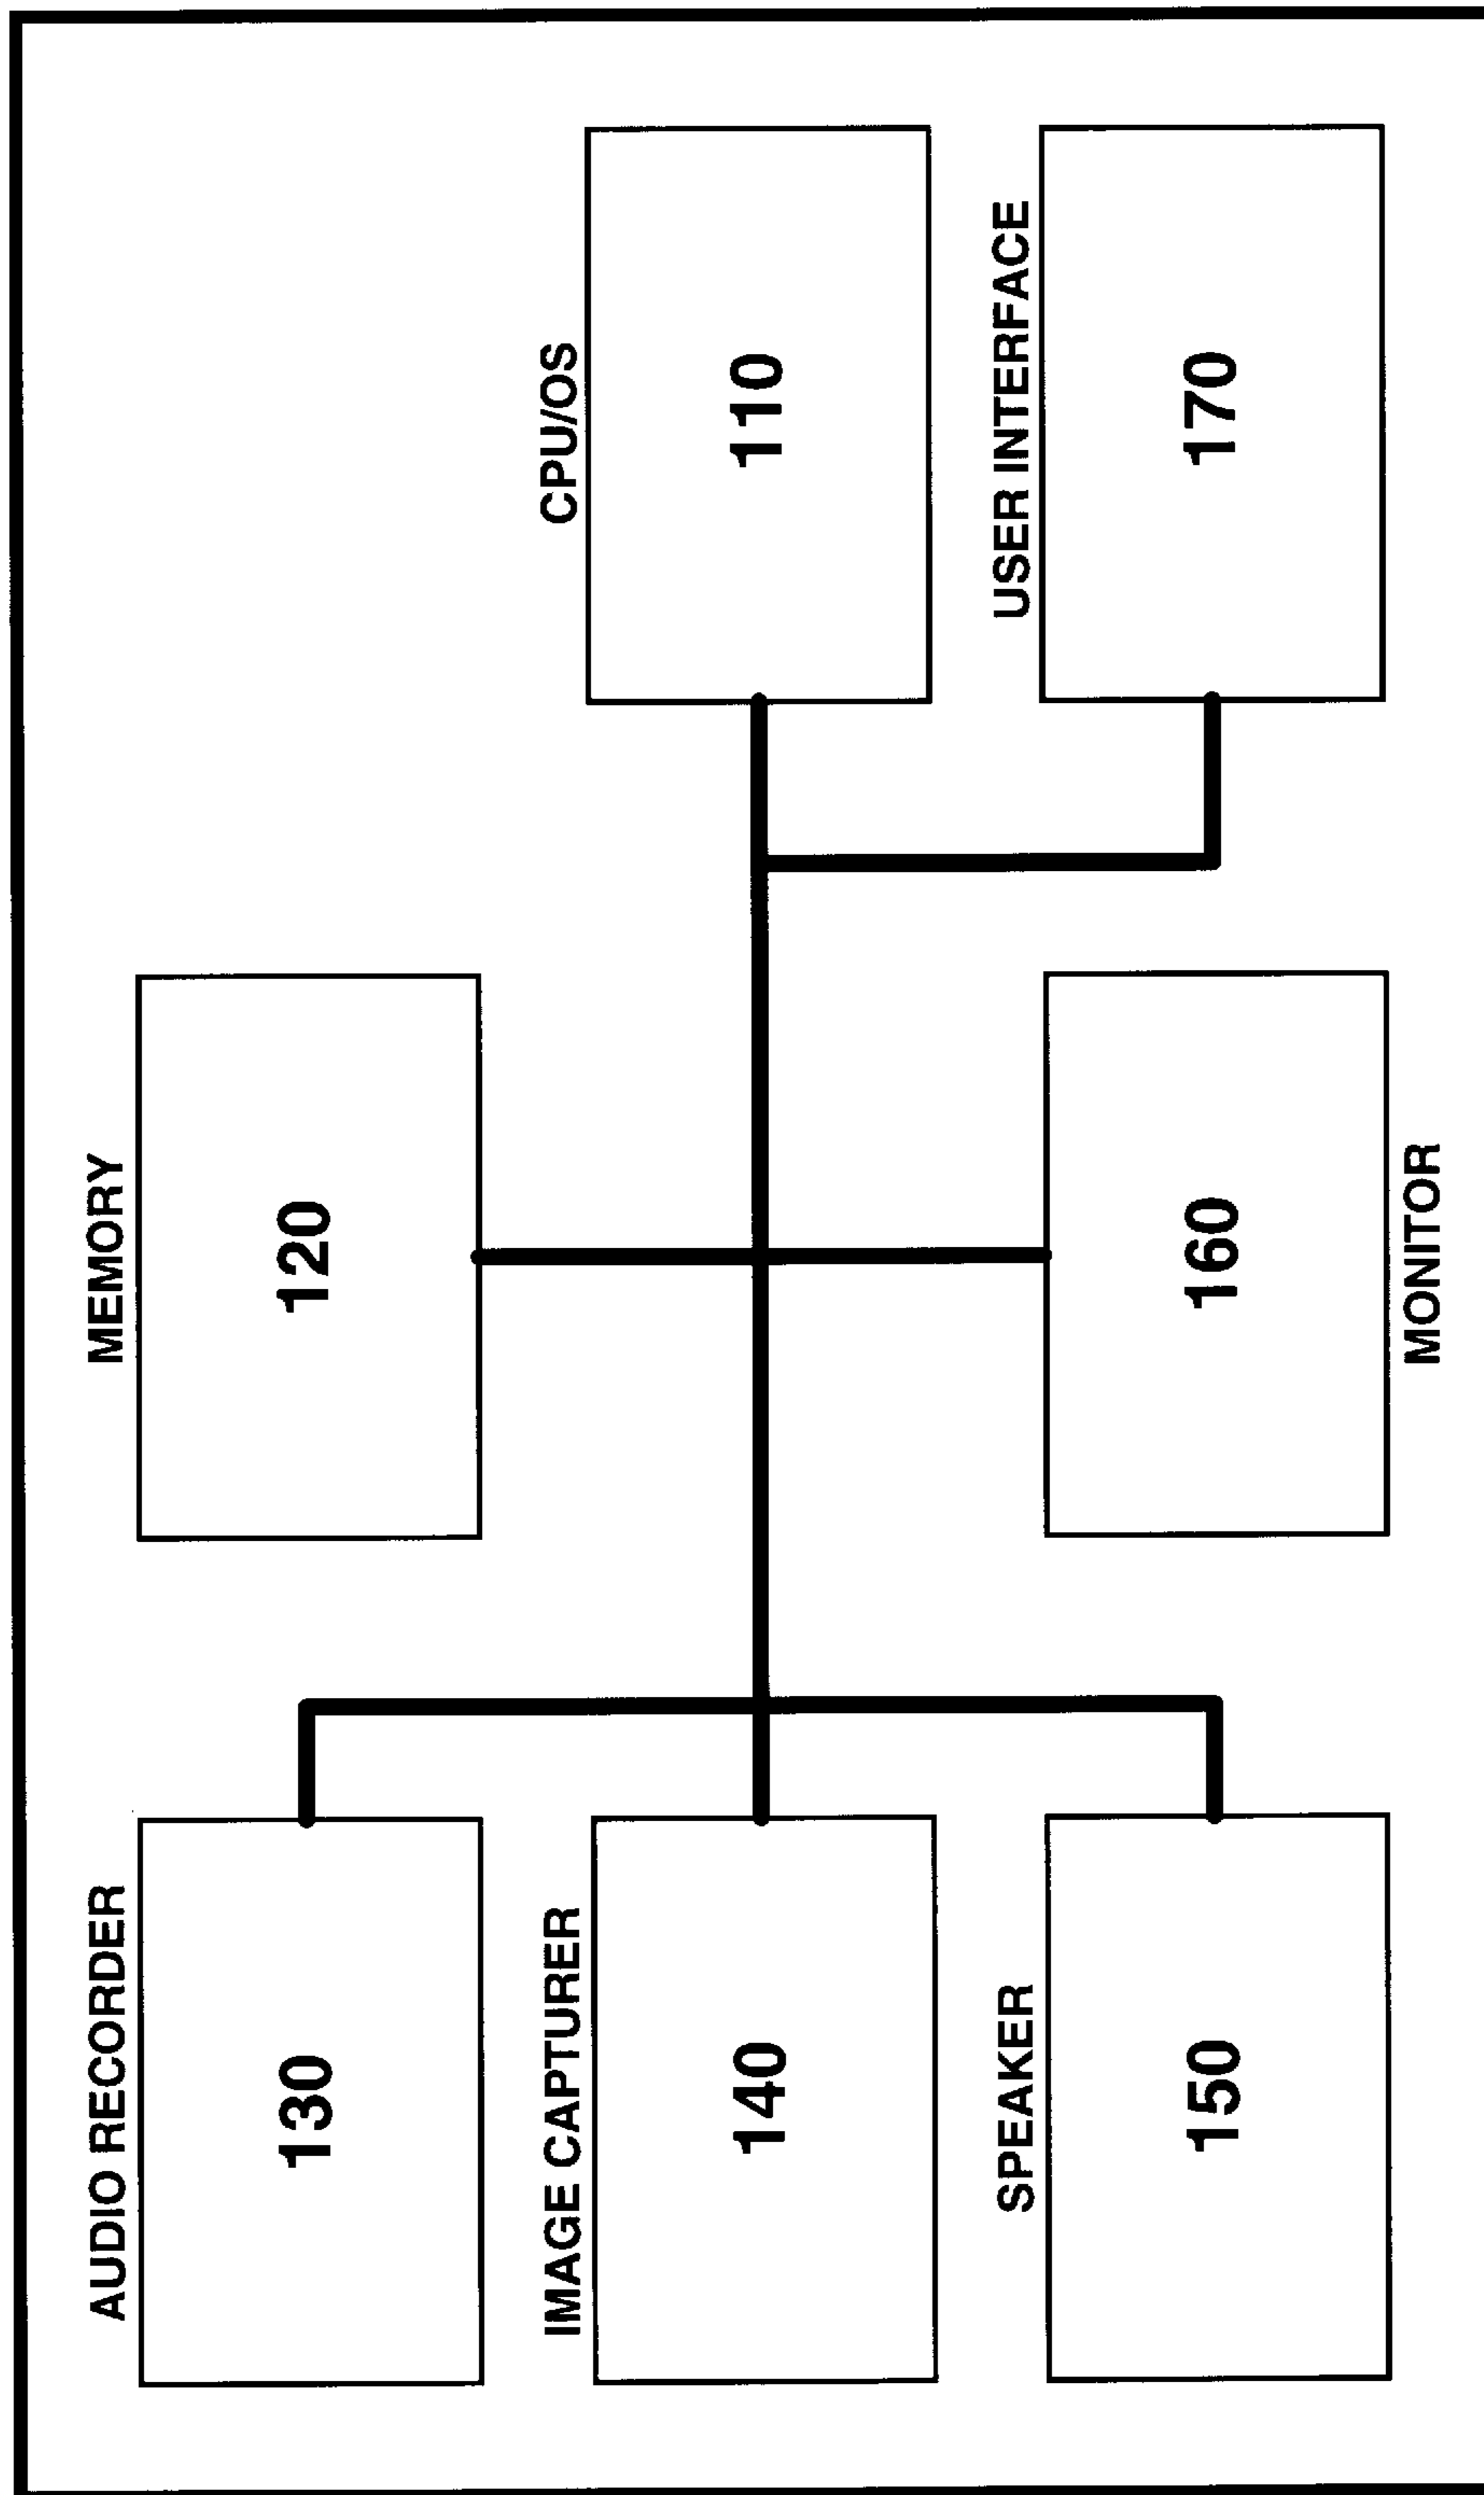 AUDIO RECORDER
130
IMAGE CAPTURER
140
SPEAKER
150
MEMORY
120
160
MONITOR
CPU/OS
110
USER INTERFACE
170